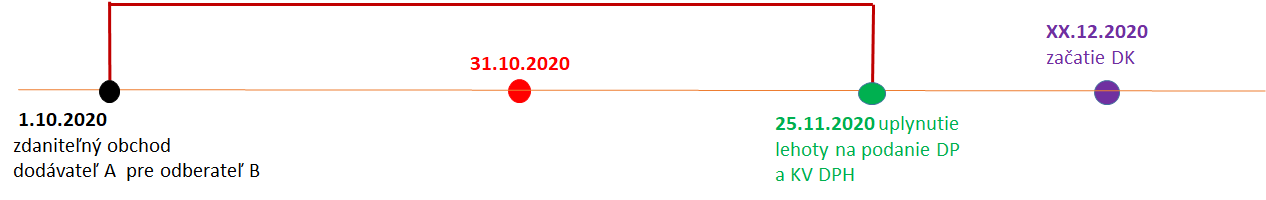 XX.12.2020
začatie DK
31.10.2020
1.10.2020
zdaniteľný obchod
dodávateľ A pre odberateľ B
25.11.2020 uplynutie
lehoty na podanie DP
a KV DPH